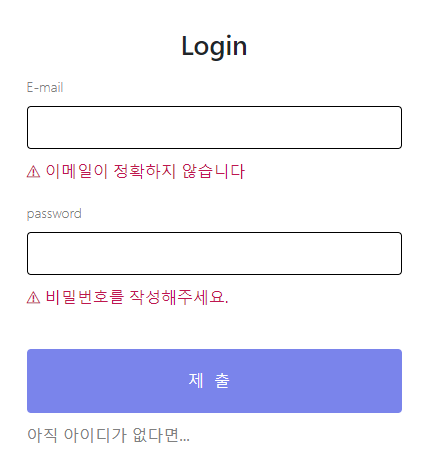 Login
E-mail
⚠ 이메일이 정확하지 않습니다
password
⚠ 비밀번호를 작성해주세요.
제 출
아직 아이디가 없다면...